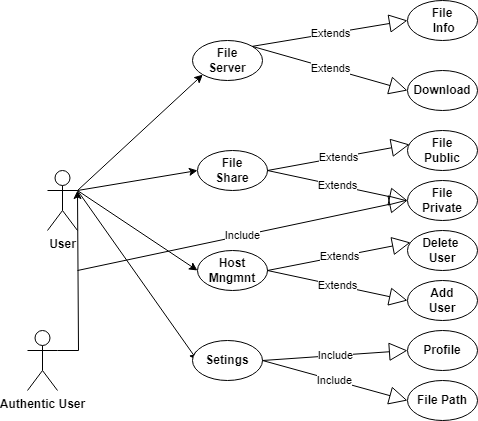 File
Info
Extends
File
Server
Extends
Download
File
Public
Extends
File
Share
Extends
File
Private
User
Include
Delete
User
Extends
Host
Mngmnt
Extends
Add
User
Setings
Include
Profile
Include
File Path
Authentic User